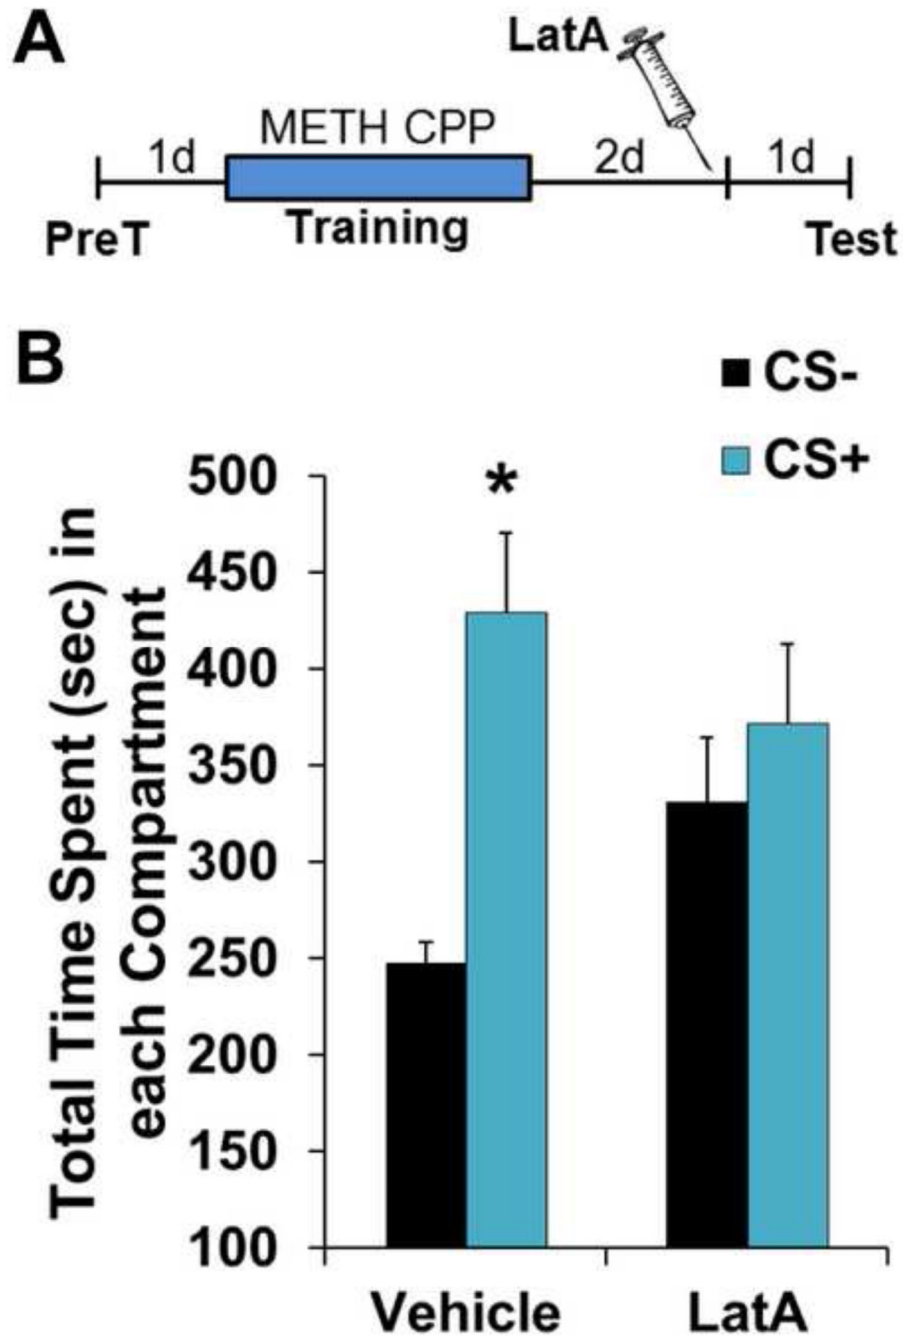 A
LatA
METH CPP
1d
2d
1d
Training
PreT
Test
B
CS-
CS+
*
Total Time Spent (sec) in
each Compartment
500
450
400
350
300
250
200
150
100
Vehicle
LatA